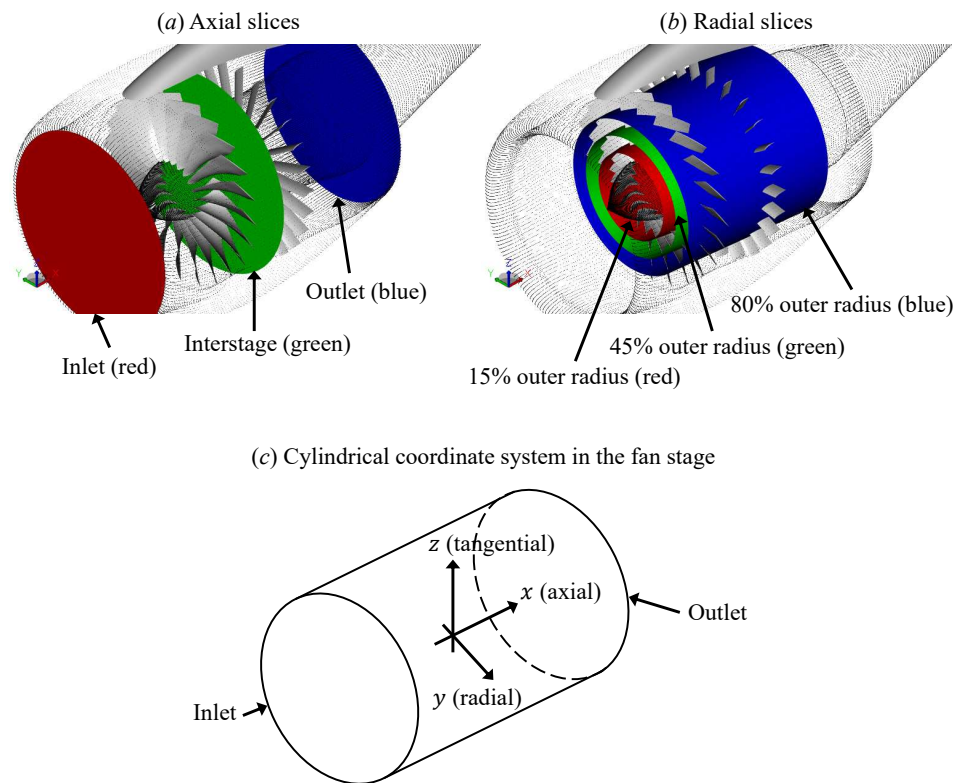 (a) Axial slices
(b) Radial slices
Y
Z
Outlet (blue)
Interstage (green)
Inlet (red)
Y
Z
X
80% outer radius (blue)
45% outer radius (green)
15% outer radius (red)
(c) Cylindrical coordinate system in the fan stage
z (tangential)
x (axial)
Outlet
y (radial)
Inlet